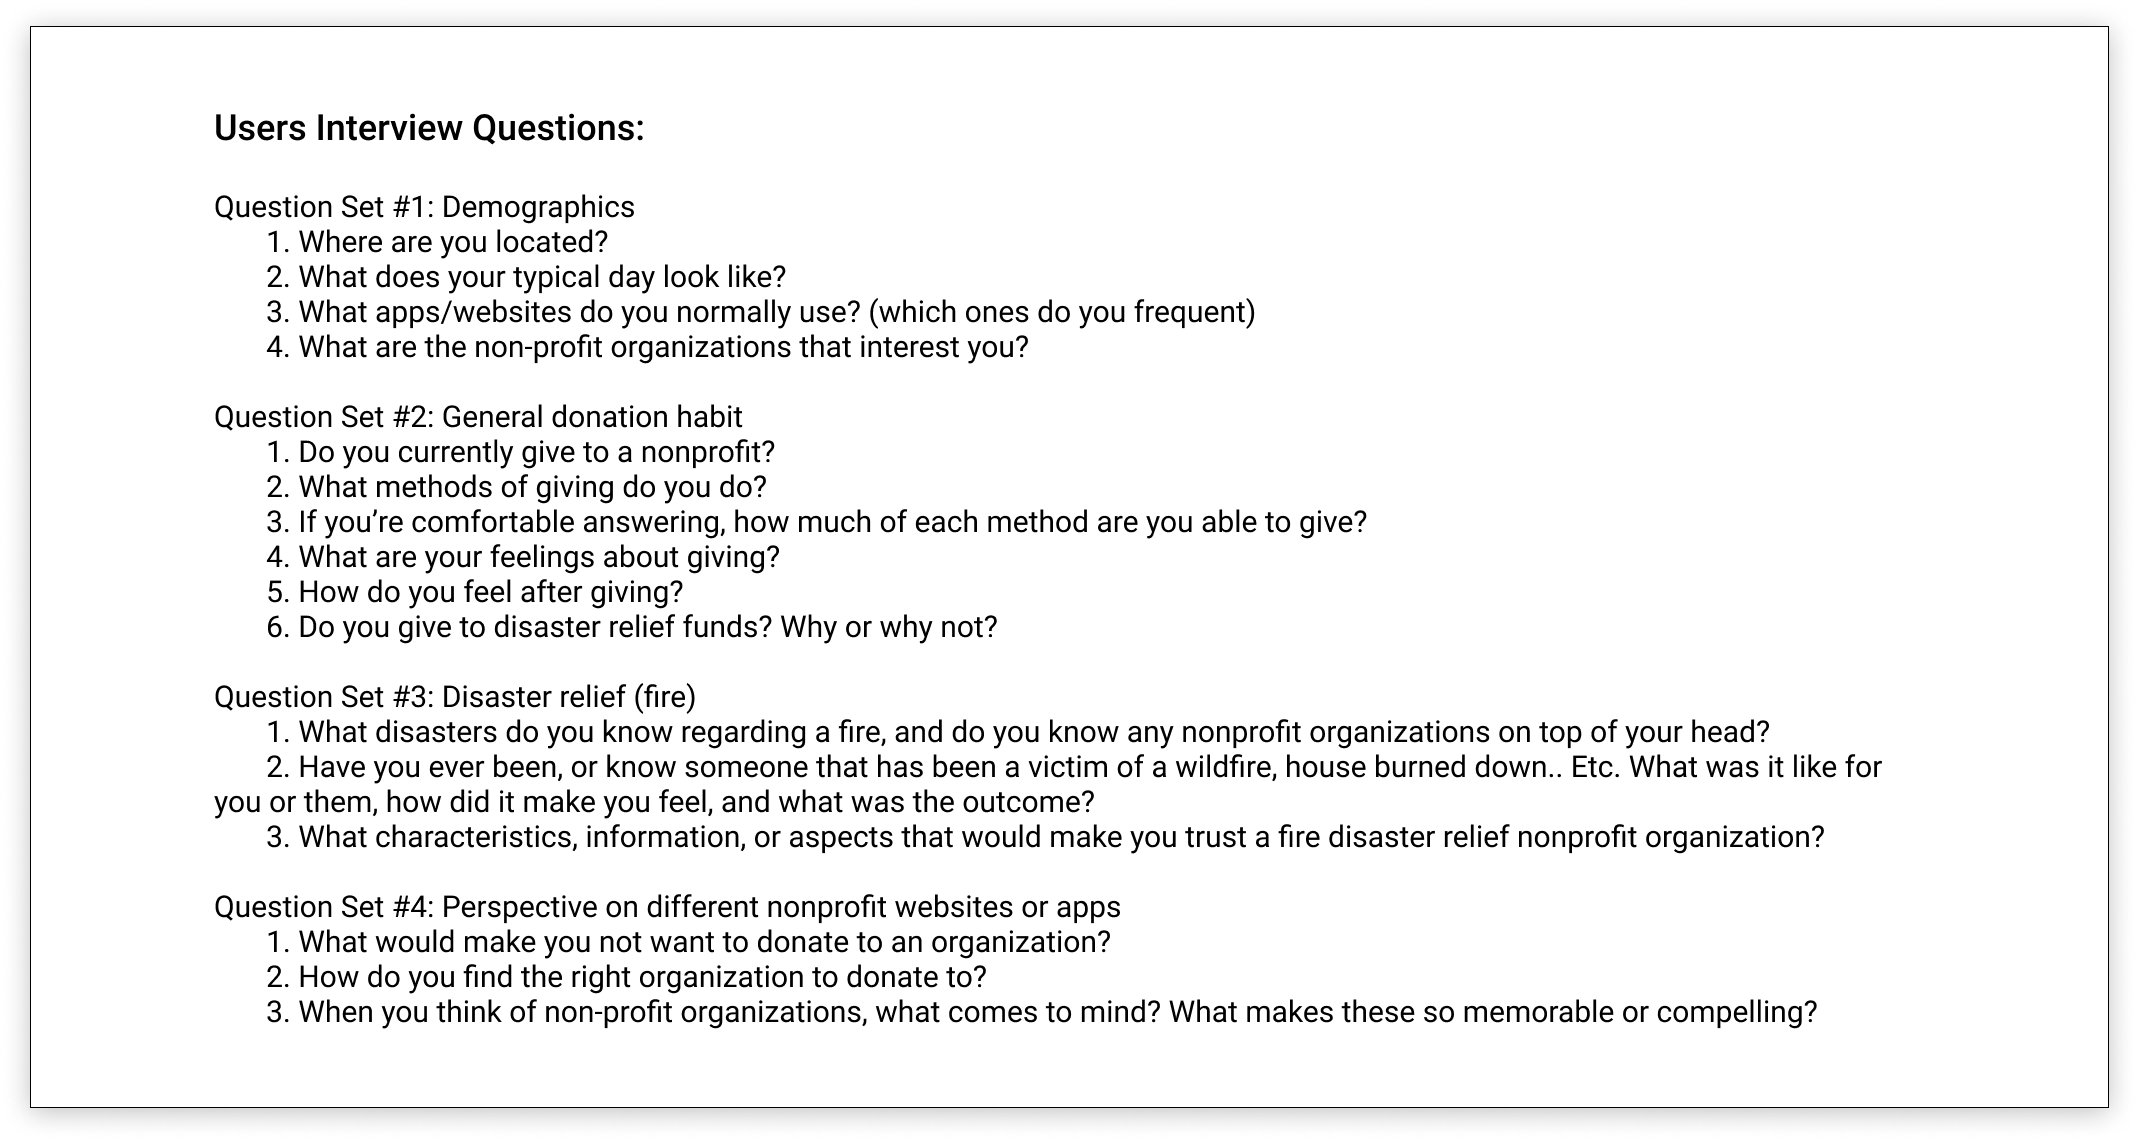 Users Interview Questions:
Question Set #1: Demographics
1. Where are you located?
2. What does your typical day look like?
3. What apps/websites do you normally use? (which ones do you frequent)
4. What are the non-profit organizations that interest you?
Question Set #2: General donation habit
1. Do you currently give to a nonprofit?
2. What methods of giving do you do?
3. If you’re comfortable answering, how much of each method are you able to give?
4. What are your feelings about giving?
5. How do you feel after giving?
6. Do you give to disaster relief funds? Why or why not?
Question Set #3: Disaster relief (fire)
1. What disasters do you know regarding a fire, and do you know any nonprofit organizations on top of your head?
2. Have you ever been, or know someone that has been a victim of a wildfire, house burned down.. Etc. What was it like for
you or them, how did it make you feel, and what was the outcome?
3. What characteristics, information, or aspects that would make you trust a fire disaster relief nonprofit organization?
Question Set #4: Perspective on different nonprofit websites or apps
1. What would make you not want to donate to an organization?
2. How do you find the right organization to donate to?
3. When you think of non-profit organizations, what comes to mind? What makes these so memorable or compelling?